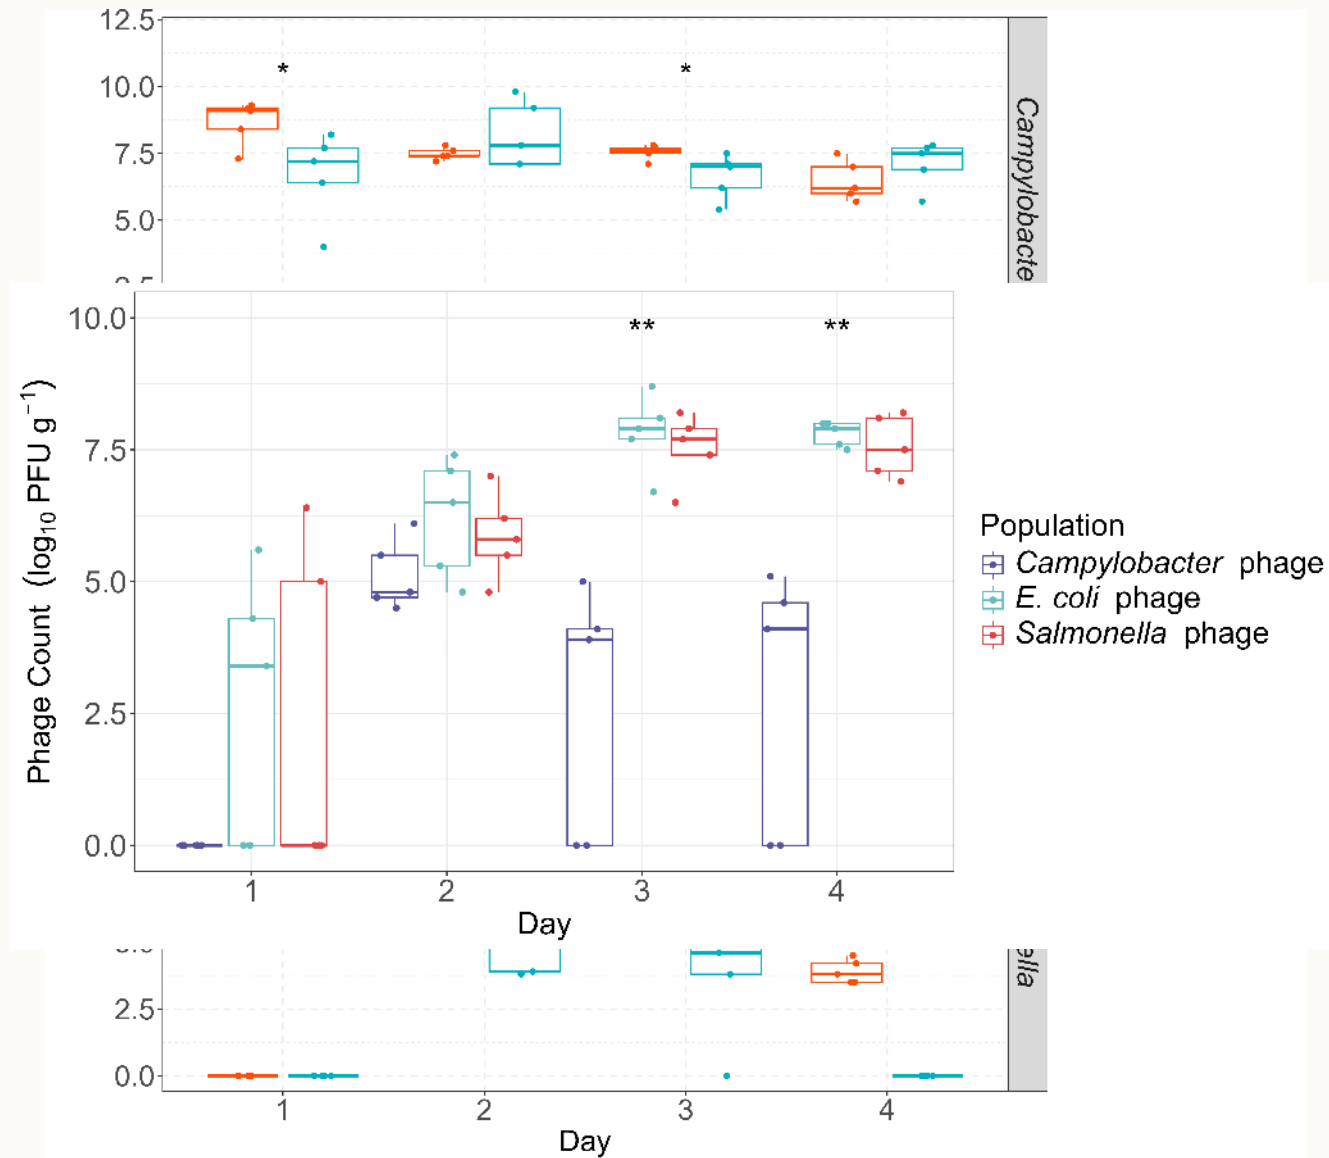 12.5
10.0
7.5
5.0
* *
Campylobacte
10.0
7.5
5.0
2.5
0.0
** **
Phage Count (log₁₀ PFU g⁻¹)
1 2 3 4
Day
Population
Campylobacter phage
E. coli phage
Salmonella phage
ella
2.5
0.0
1 2 3 4
Day